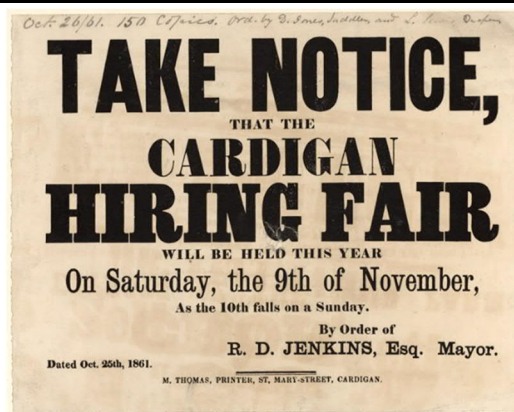 Oct. 26/61. 150 Copies. Ord. by D. Jones, Saddler, and
TAKE NOTICE,
THAT THE
CARDIGAN
HIRING FAIR
WILL BE HELD THIS YEAR
On Saturday, the 9th of November,
As the 10th falls on a Sunday.
By Order of
R. D. JENKINS, Esq. Mayor.
Dated Oct. 25th, 1861.
M. THOMAS, PRINTER, ST, MARY-STREET, CARDIGAN.